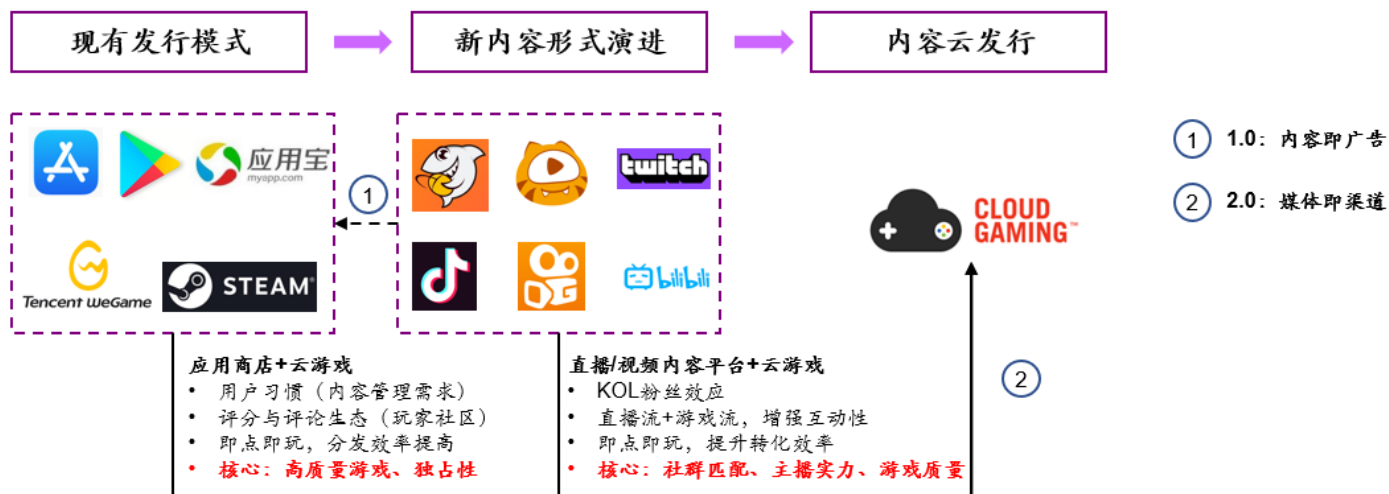 现有发行模式
新内容形式演进
内容云发行
应用宝
myapp.com
Tencent WeGame
STEAM
1
twitch
bilibili
CLOUD
GAMING™
1 1.0：内容即广告
2 2.0：媒体即渠道
应用商店+云游戏
• 用户习惯（内容管理需求）
• 评分与评论生态（玩家社区）
• 即点即玩，分发效率提高
• 核心：高质量游戏、独占性
直播/视频内容平台+云游戏
• KOL粉丝效应
• 直播流+游戏流，增强互动性
• 即点即玩，提升转化效率
• 核心：社群匹配、主播实力、游戏质量
2